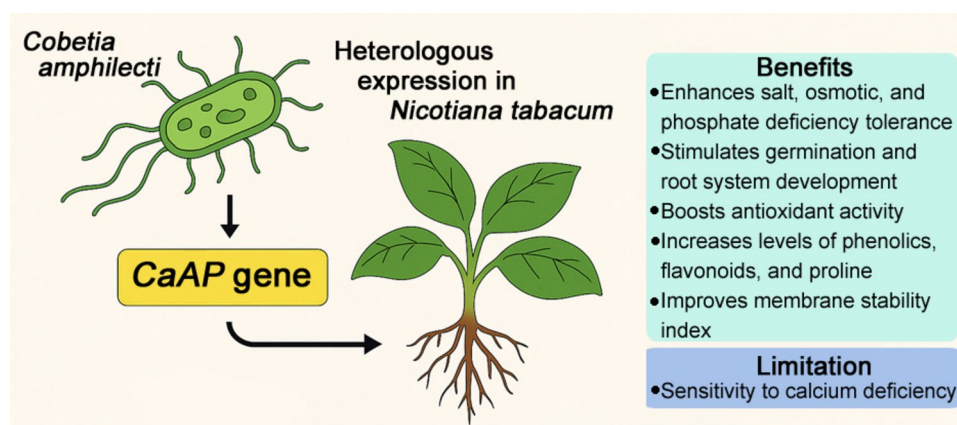 Cobetia
amphilecti
Heterologous
expression in
Nicotiana tabacum
CaAP gene
Benefits
•Enhances salt, osmotic, and
phosphate deficiency tolerance
•Stimulates germination and
root system development
•Boosts antioxidant activity
•Increases levels of phenolics,
flavonoids, and proline
•Improves membrane stability
index
Limitation
•Sensitivity to calcium deficiency